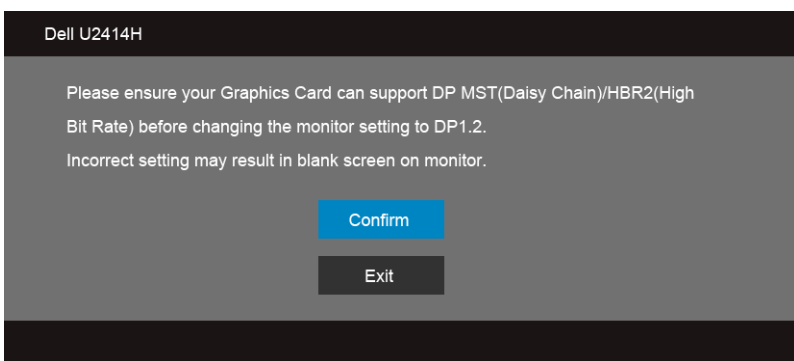 Dell U2414H
Please ensure your Graphics Card can support DP MST(Daisy Chain)/HBR2(High
Bit Rate) before changing the monitor setting to DP1.2.
Incorrect setting may result in blank screen on monitor.
Confirm
Exit